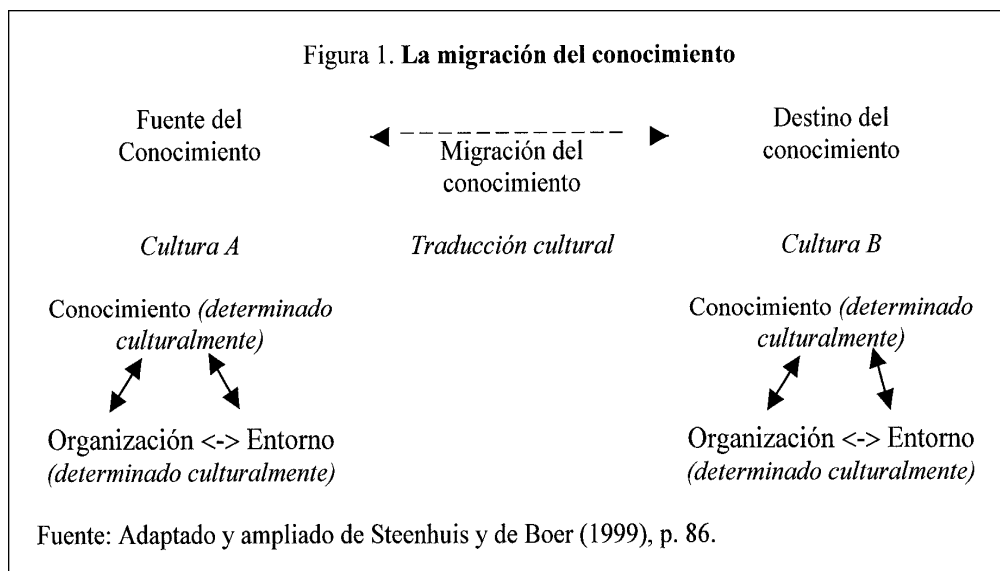 Figura 1. La migración del conocimiento
Fuente del
Conocimiento
Migración del
conocimiento
Destino del
conocimiento
Cultura A
Traducción cultural
Cultura B
Conocimiento (determinado
culturalmente)
Organización <-> Entorno
(determinado culturalmente)
Conocimiento (determinado
culturalmente)
Organización <-> Entorno
(determinado culturalmente)
Fuente: Adaptado y ampliado de Steenhuis y de Boer (1999), p. 86.